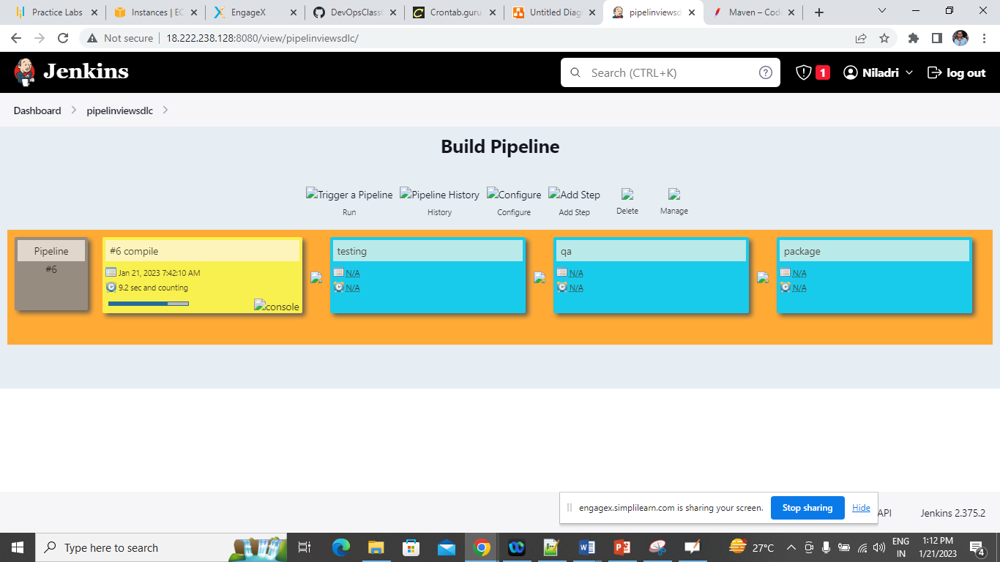 Practice Labs
Instances | EC
EngageX
DevOpsClass
Crontab.guru
Untitled Diag
pipelinviewsd
Maven – Cod
Not secure
18.222.238.128:8080/view/pipelinviewsdlc/
Jenkins
Search (CTRL+K)
1
Niladri
log out
Dashboard
pipelinviewsdlc
Build Pipeline
Trigger a Pipeline
Pipeline History
Configure
Add Step
Run
History
Configure
Add Step
Delete
Manage
Pipeline
#6
#6 compile
Jan 21, 2023 7:42:10 AM
9.2 sec and counting
console
testing
N/A
N/A
qa
N/A
N/A
package
N/A
N/A
engagex.simplilearn.com is sharing your screen.
Stop sharing
Hide
API
Jenkins 2.375.2
Type here to search
27°C
ENG
IN
1:12 PM
1/21/2023
4